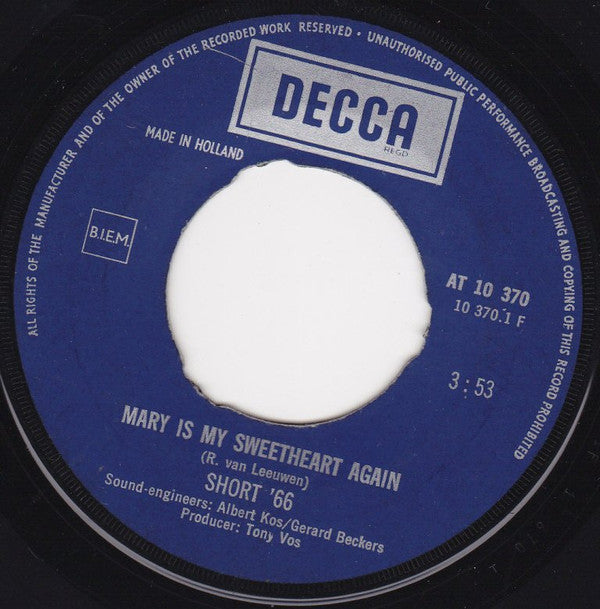 ALL RIGHTS OF THE MANUFACTURER AND OF THE OWNER OF THE RECORDED WORK RESERVED • UNAUTHORISED PUBLIC PERFORMANCE BROADCASTING AND COPYING OF THIS RECORD PROHIBITED
DECCA
REGD
MADE IN HOLLAND
B.I.E.M.
AT 10 370
10 370.1 F
3:53
MARY IS MY SWEETHEART AGAIN
(R. van Leeuwen)
SHORT '66
Sound-engineers: Albert Kos/Gerard Beckers
Producer: Tony Vos